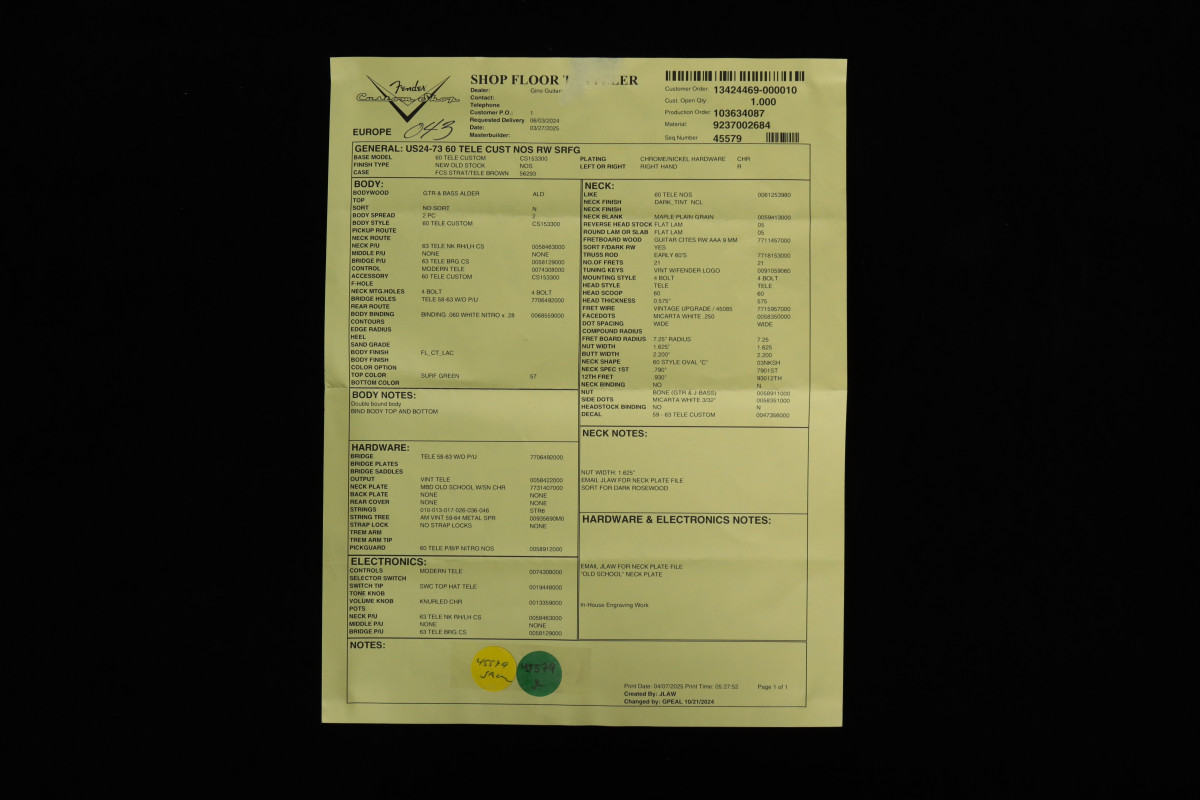 Fender
Custom Shop
EUROPE 043
SHOP FLOOR
Dealer: Gino Guitar
Contact:
Telephone
Customer P.O.: 1
Requested Delivery 08/03/2024
Date: 03/27/2025
Masterbuilder:
Customer Order: 13424469-000010
Cust. Open Qty: 1.000
Production Order: 103634087
Material: 9237002684
Seq Number 45579
GENERAL: US24-73 60 TELE CUST NOS RW SRFG
BASE MODEL 60 TELE CUSTOM CS153300
FINISH TYPE NEW OLD STOCK NOS
CASE FCS STRAT/TELE BROWN 56293
PLATING CHROME/NICKEL HARDWARE CHR
LEFT OR RIGHT RIGHT HAND R
BODY:
BODYWOOD GTR & BASS ALDER ALD
TOP
SORT NO SORT N
BODY SPREAD 2 PC 2
BODY STYLE 60 TELE CUSTOM CS153300
PICKUP ROUTE
NECK ROUTE
NECK P/U 63 TELE NK RH/LH CS 0058463000
MIDDLE P/U NONE NONE
BRIDGE P/U 63 TELE BRG CS 0058129000
CONTROL MODERN TELE 0074308000
ACCESSORY 60 TELE CUSTOM CS153300
F-HOLE
NECK MTG.HOLES 4 BOLT 4 BOLT
BRIDGE HOLES TELE 58-63 W/O P/U 7706492000
REAR ROUTE
BODY BINDING BINDING .060 WHITE NITRO x .28 0068559000
CONTOURS
EDGE RADIUS
HEEL
SAND GRADE
BODY FINISH FL_CT_LAC
BODY FINISH
COLOR OPTION
TOP COLOR SURF GREEN 57
BOTTOM COLOR
BODY NOTES:
Double bound body
BIND BODY TOP AND BOTTOM
HARDWARE:
BRIDGE TELE 58-63 W/O P/U 7706492000
BRIDGE PLATES
BRIDGE SADDLES
OUTPUT VINT TELE 0058422000
NECK PLATE MBD OLD SCHOOL W/SN CHR 7731407000
BACK PLATE NONE NONE
REAR COVER NONE NONE
STRINGS 010-013-017-026-036-046 STR6
STRING TREE AM VINT 59-64 METAL SPR 00935690M0
STRAP LOCK NO STRAP LOCKS NONE
TREM ARM
TREM ARM TIP
PICKGUARD 60 TELE P/B/P NITRO NOS 0058912000
ELECTRONICS:
CONTROLS MODERN TELE 0074308000
SELECTOR SWITCH
SWITCH TIP SWC TOP HAT TELE 0019448000
TONE KNOB
VOLUME KNOB KNURLED CHR 0013359000
POTS
NECK P/U 63 TELE NK RH/LH CS 0058463000
MIDDLE P/U NONE NONE
BRIDGE P/U 63 TELE BRG CS 0058129000
NECK:
LIKE 60 TELE NOS 0081253980
NECK FINISH DARK_TINT NCL
NECK FINISH
NECK BLANK MAPLE PLAIN GRAIN 0059413000
REVERSE HEAD STOCK FLAT LAM 05
ROUND LAM OR SLAB FLAT LAM 05
FRETBOARD WOOD GUITAR CITES RW AAA 9 MM 7711457000
SORT F/DARK RW YES
TRUSS ROD EARLY 60'S 7718153000
NO.OF FRETS 21 21
TUNING KEYS VINT W/FENDER LOGO 0091059060
MOUNTING STYLE 4 BOLT 4 BOLT
HEAD STYLE TELE TELE
HEAD SCOOP 60 60
HEAD THICKNESS 0.575" 575
FRET WIRE VINTAGE UPGRADE / 45085 7715957000
FACEDOTS MICARTA WHITE .250 0058350000
DOT SPACING WIDE WIDE
COMPOUND RADIUS
FRET BOARD RADIUS 7.25" RADIUS 7.25
NUT WIDTH 1.625" 1.625
BUTT WIDTH 2.200" 2.200
NECK SHAPE 60 STYLE OVAL "C" 03NKSH
NECK SPEC 1ST .790" 7901ST
12TH FRET .930" 93012TH
NECK BINDING NO N
NUT BONE (GTR & J BASS) 0058911000
SIDE DOTS MICARTA WHITE 3/32" 0058351000
HEADSTOCK BINDING NO N
DECAL 59 - 63 TELE CUSTOM 0047398000
NECK NOTES:
NUT WIDTH: 1.625"
EMAIL JLAW FOR NECK PLATE FILE
SORT FOR DARK ROSEWOOD
HARDWARE & ELECTRONICS NOTES:
EMAIL JLAW FOR NECK PLATE FILE
"OLD SCHOOL" NECK PLATE
In-House Engraving Work
NOTES:
45579
45579
Print Date: 04/07/2025 Print Time: 05:27:52 Page 1 of 1
Created By: JLAW
Changed by: GPEAL 10/21/2024